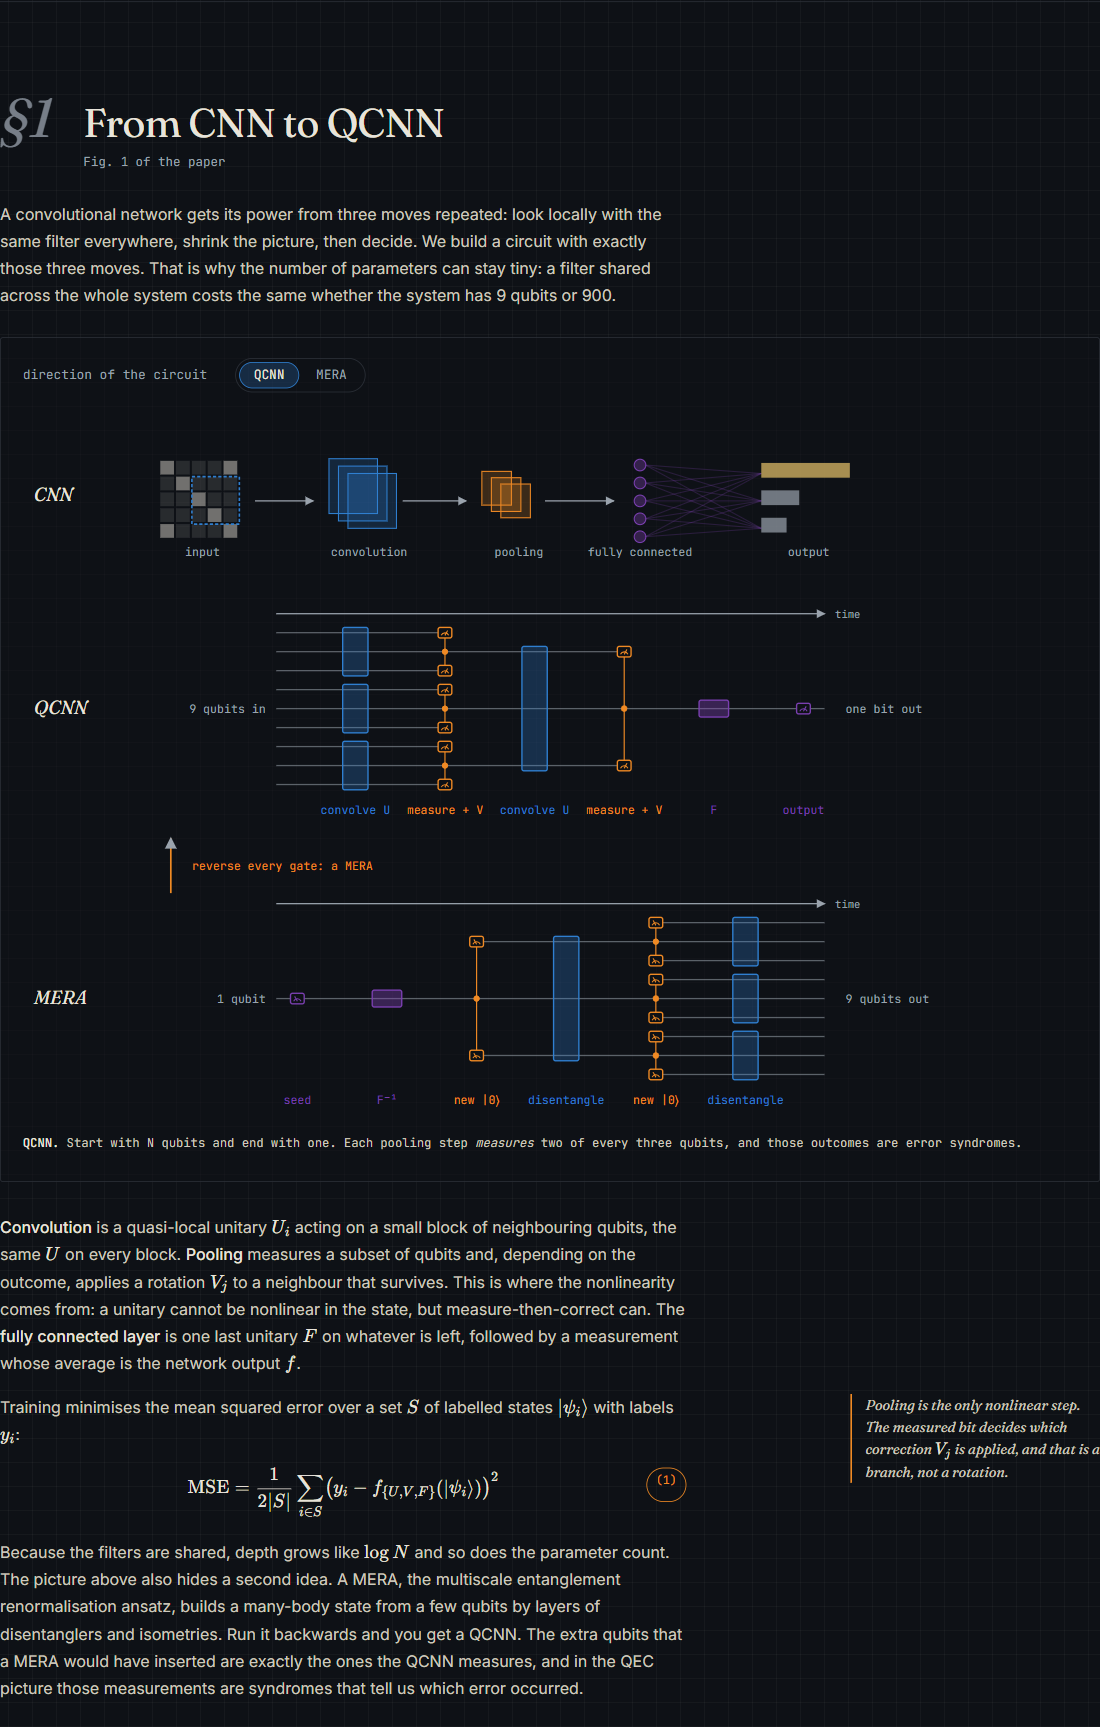 §1 From CNN to QCNN
Fig. 1 of the paper
A convolutional network gets its power from three moves repeated: look locally with the
same filter everywhere, shrink the picture, then decide. We build a circuit with exactly
those three moves. That is why the number of parameters can stay tiny: a filter shared
across the whole system costs the same whether the system has 9 qubits or 900.
direction of the circuit QCNN MERA
CNN
input convolution pooling fully connected output
time
QCNN 9 qubits in one bit out
convolve U measure + V convolve U measure + V F output
reverse every gate: a MERA
time
MERA 1 qubit 9 qubits out
seed F⁻¹ new |0⟩ disentangle new |0⟩ disentangle
QCNN. Start with N qubits and end with one. Each pooling step measures two of every three qubits, and those outcomes are error syndromes.
Convolution is a quasi-local unitary U_i acting on a small block of neighbouring qubits, the
same U on every block. Pooling measures a subset of qubits and, depending on the
outcome, applies a rotation V_j to a neighbour that survives. This is where the nonlinearity
comes from: a unitary cannot be nonlinear in the state, but measure-then-correct can. The
fully connected layer is one last unitary F on whatever is left, followed by a measurement
whose average is the network output f.
Training minimises the mean squared error over a set S of labelled states |ψ_i⟩ with labels
y_i:
MSE = 1/(2|S|) ∑_{i∈S} (y_i − f_{U,V,F}(|ψ_i⟩))² (1)
Pooling is the only nonlinear step.
The measured bit decides which
correction V_j is applied, and that is a
branch, not a rotation.
Because the filters are shared, depth grows like log N and so does the parameter count.
The picture above also hides a second idea. A MERA, the multiscale entanglement
renormalisation ansatz, builds a many-body state from a few qubits by layers of
disentanglers and isometries. Run it backwards and you get a QCNN. The extra qubits that
a MERA would have inserted are exactly the ones the QCNN measures, and in the QEC
picture those measurements are syndromes that tell us which error occurred.